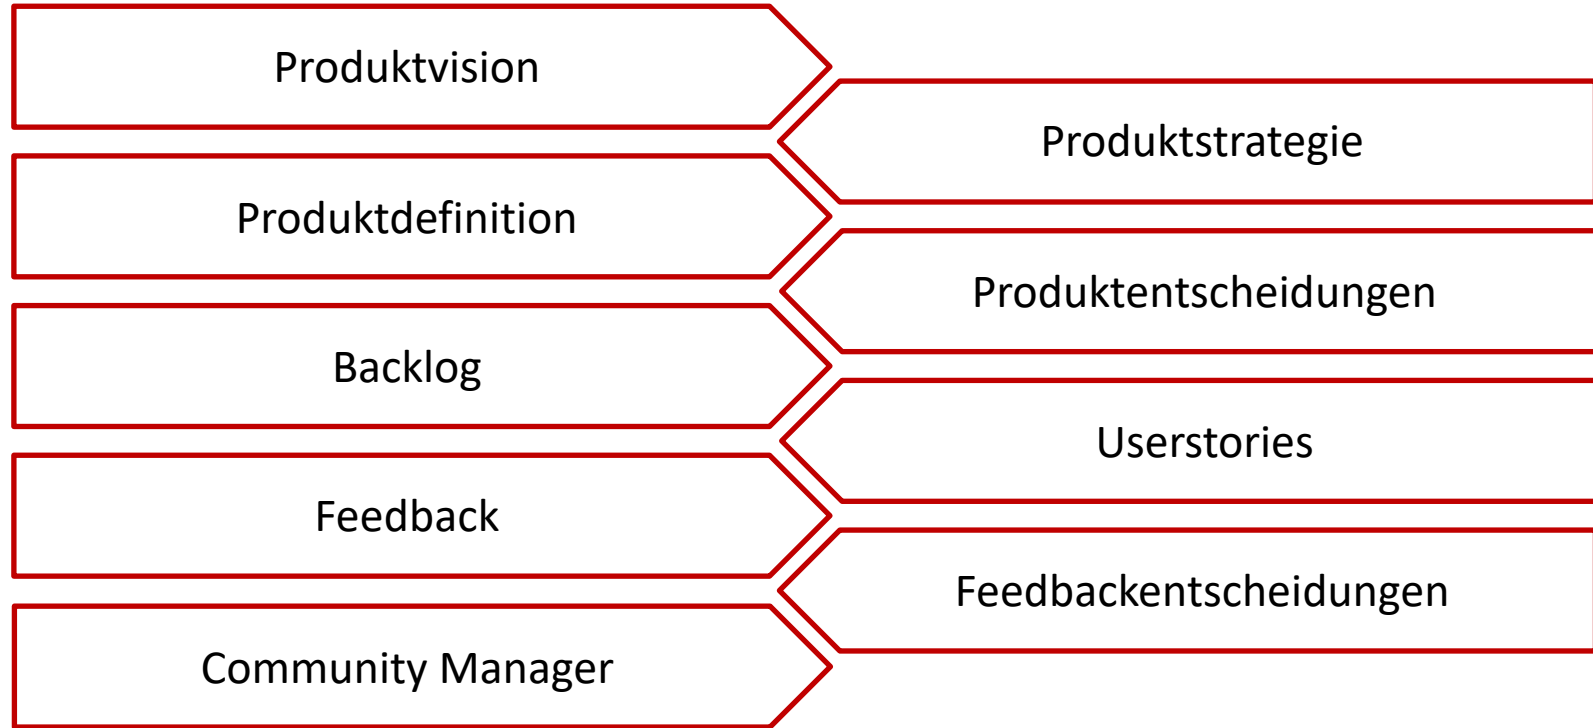 Produktvision
Produktstrategie
Produktdefinition
Produktentscheidungen
Backlog
Userstories
Feedback
Feedbackentscheidungen
Community Manager